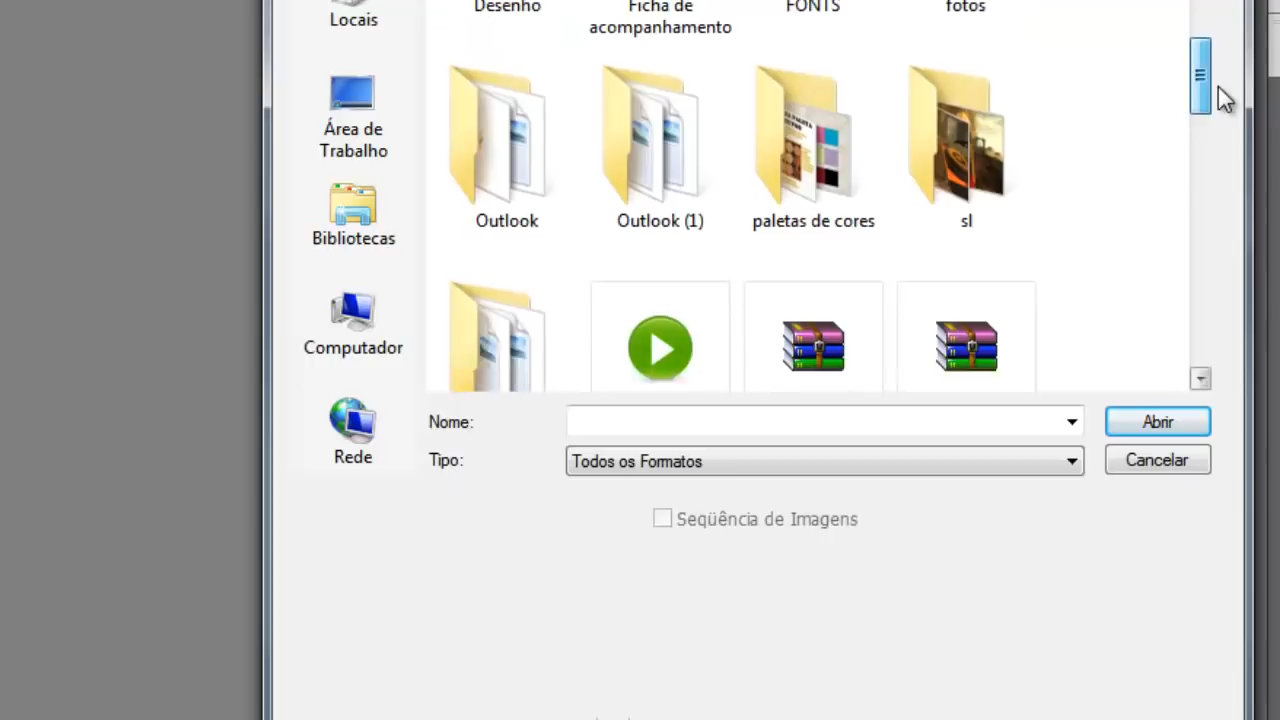 Locais
Desenho
Ficha de
acompanhamento
FONTS
fotos
Área de
Trabalho
Outlook
Outlook (1)
paletas de cores
sl
Bibliotecas
Computador
Rede
Nome:
Abrir
Tipo:
Todos os Formatos
Cancelar
Seqüência de Imagens